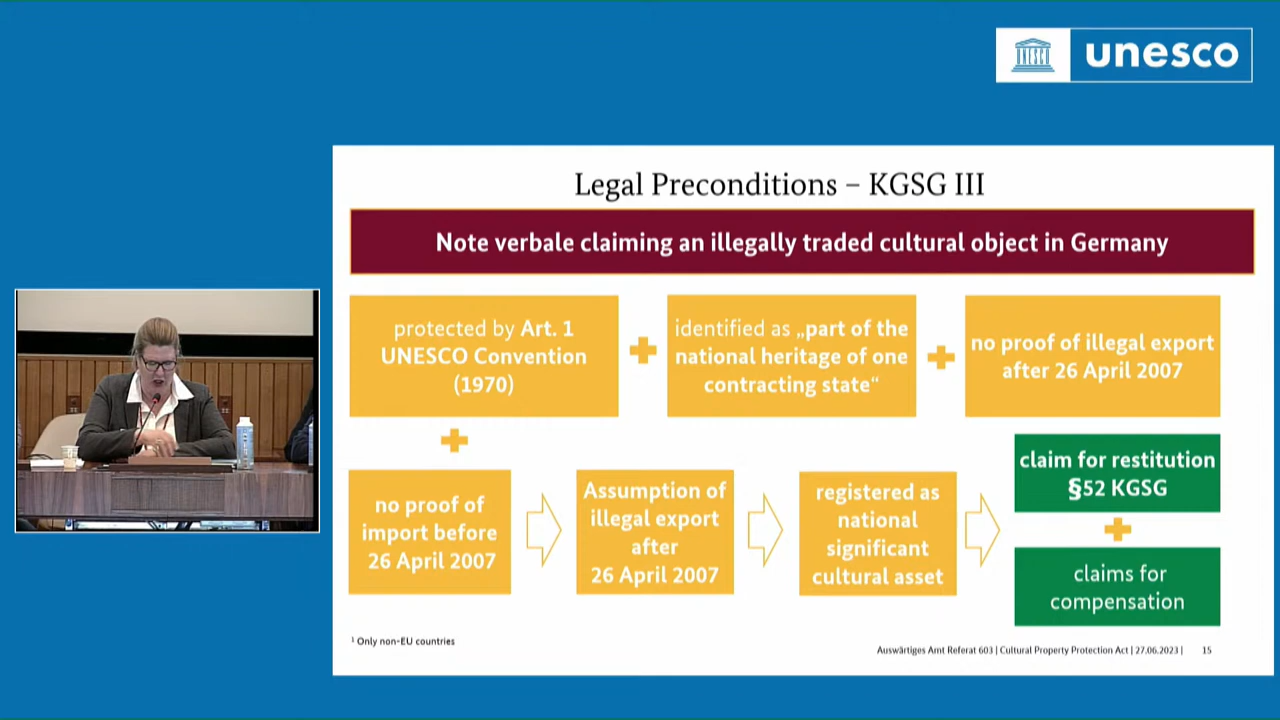 unesco
Legal Preconditions – KGSG III
Note verbale claiming an illegally traded cultural object in Germany
protected by Art. 1
UNESCO Convention
(1970)
identified as „part of the
national heritage of one
contracting state“
no proof of illegal export
after 26 April 2007
no proof of
import before
26 April 2007
Assumption of
illegal export
after
26 April 2007
registered as
national
significant
cultural asset
claim for restitution
§52 KGSG
claims for
compensation
¹ Only non-EU countries
Auswärtiges Amt Referat 603 | Cultural Property Protection Act | 27.06.2023 | 15